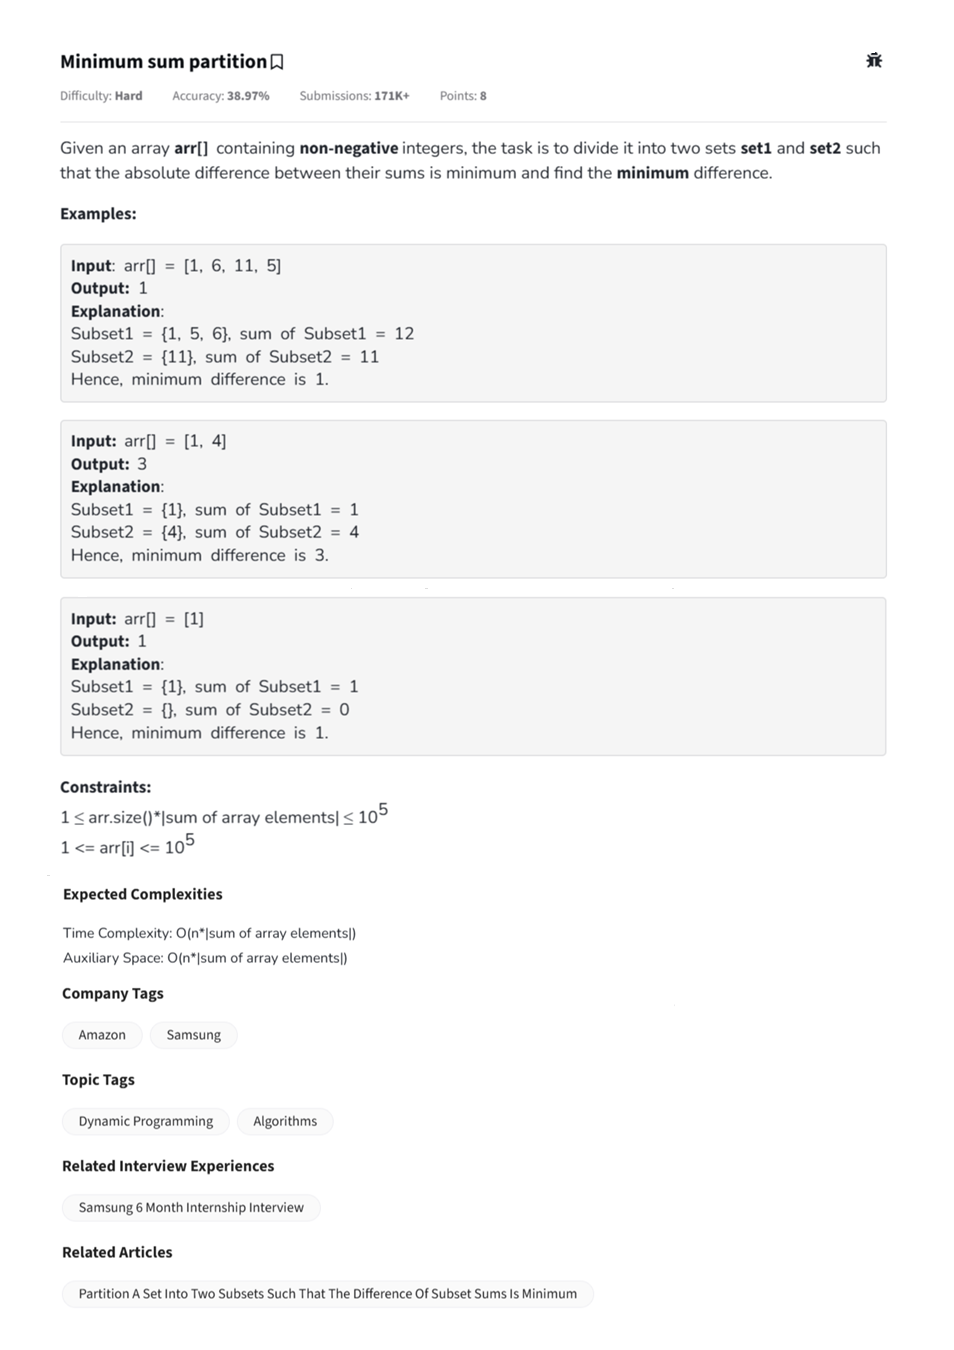 Minimum sum partition
Difficulty: Hard Accuracy: 38.97% Submissions: 171K+ Points: 8
Given an array arr[] containing non-negative integers, the task is to divide it into two sets set1 and set2 such
that the absolute difference between their sums is minimum and find the minimum difference.
Examples:
Input: arr[] = [1, 6, 11, 5]
Output: 1
Explanation:
Subset1 = {1, 5, 6}, sum of Subset1 = 12
Subset2 = {11}, sum of Subset2 = 11
Hence, minimum difference is 1.
Input: arr[] = [1, 4]
Output: 3
Explanation:
Subset1 = {1}, sum of Subset1 = 1
Subset2 = {4}, sum of Subset2 = 4
Hence, minimum difference is 3.
Input: arr[] = [1]
Output: 1
Explanation:
Subset1 = {1}, sum of Subset1 = 1
Subset2 = {}, sum of Subset2 = 0
Hence, minimum difference is 1.
Constraints:
1 ≤ arr.size()*|sum of array elements| ≤ 10⁵
1 <= arr[i] <= 10⁵
Expected Complexities
Time Complexity: O(n*|sum of array elements|)
Auxiliary Space: O(n*|sum of array elements|)
Company Tags
Amazon Samsung
Topic Tags
Dynamic Programming Algorithms
Related Interview Experiences
Samsung 6 Month Internship Interview
Related Articles
Partition A Set Into Two Subsets Such That The Difference Of Subset Sums Is Minimum